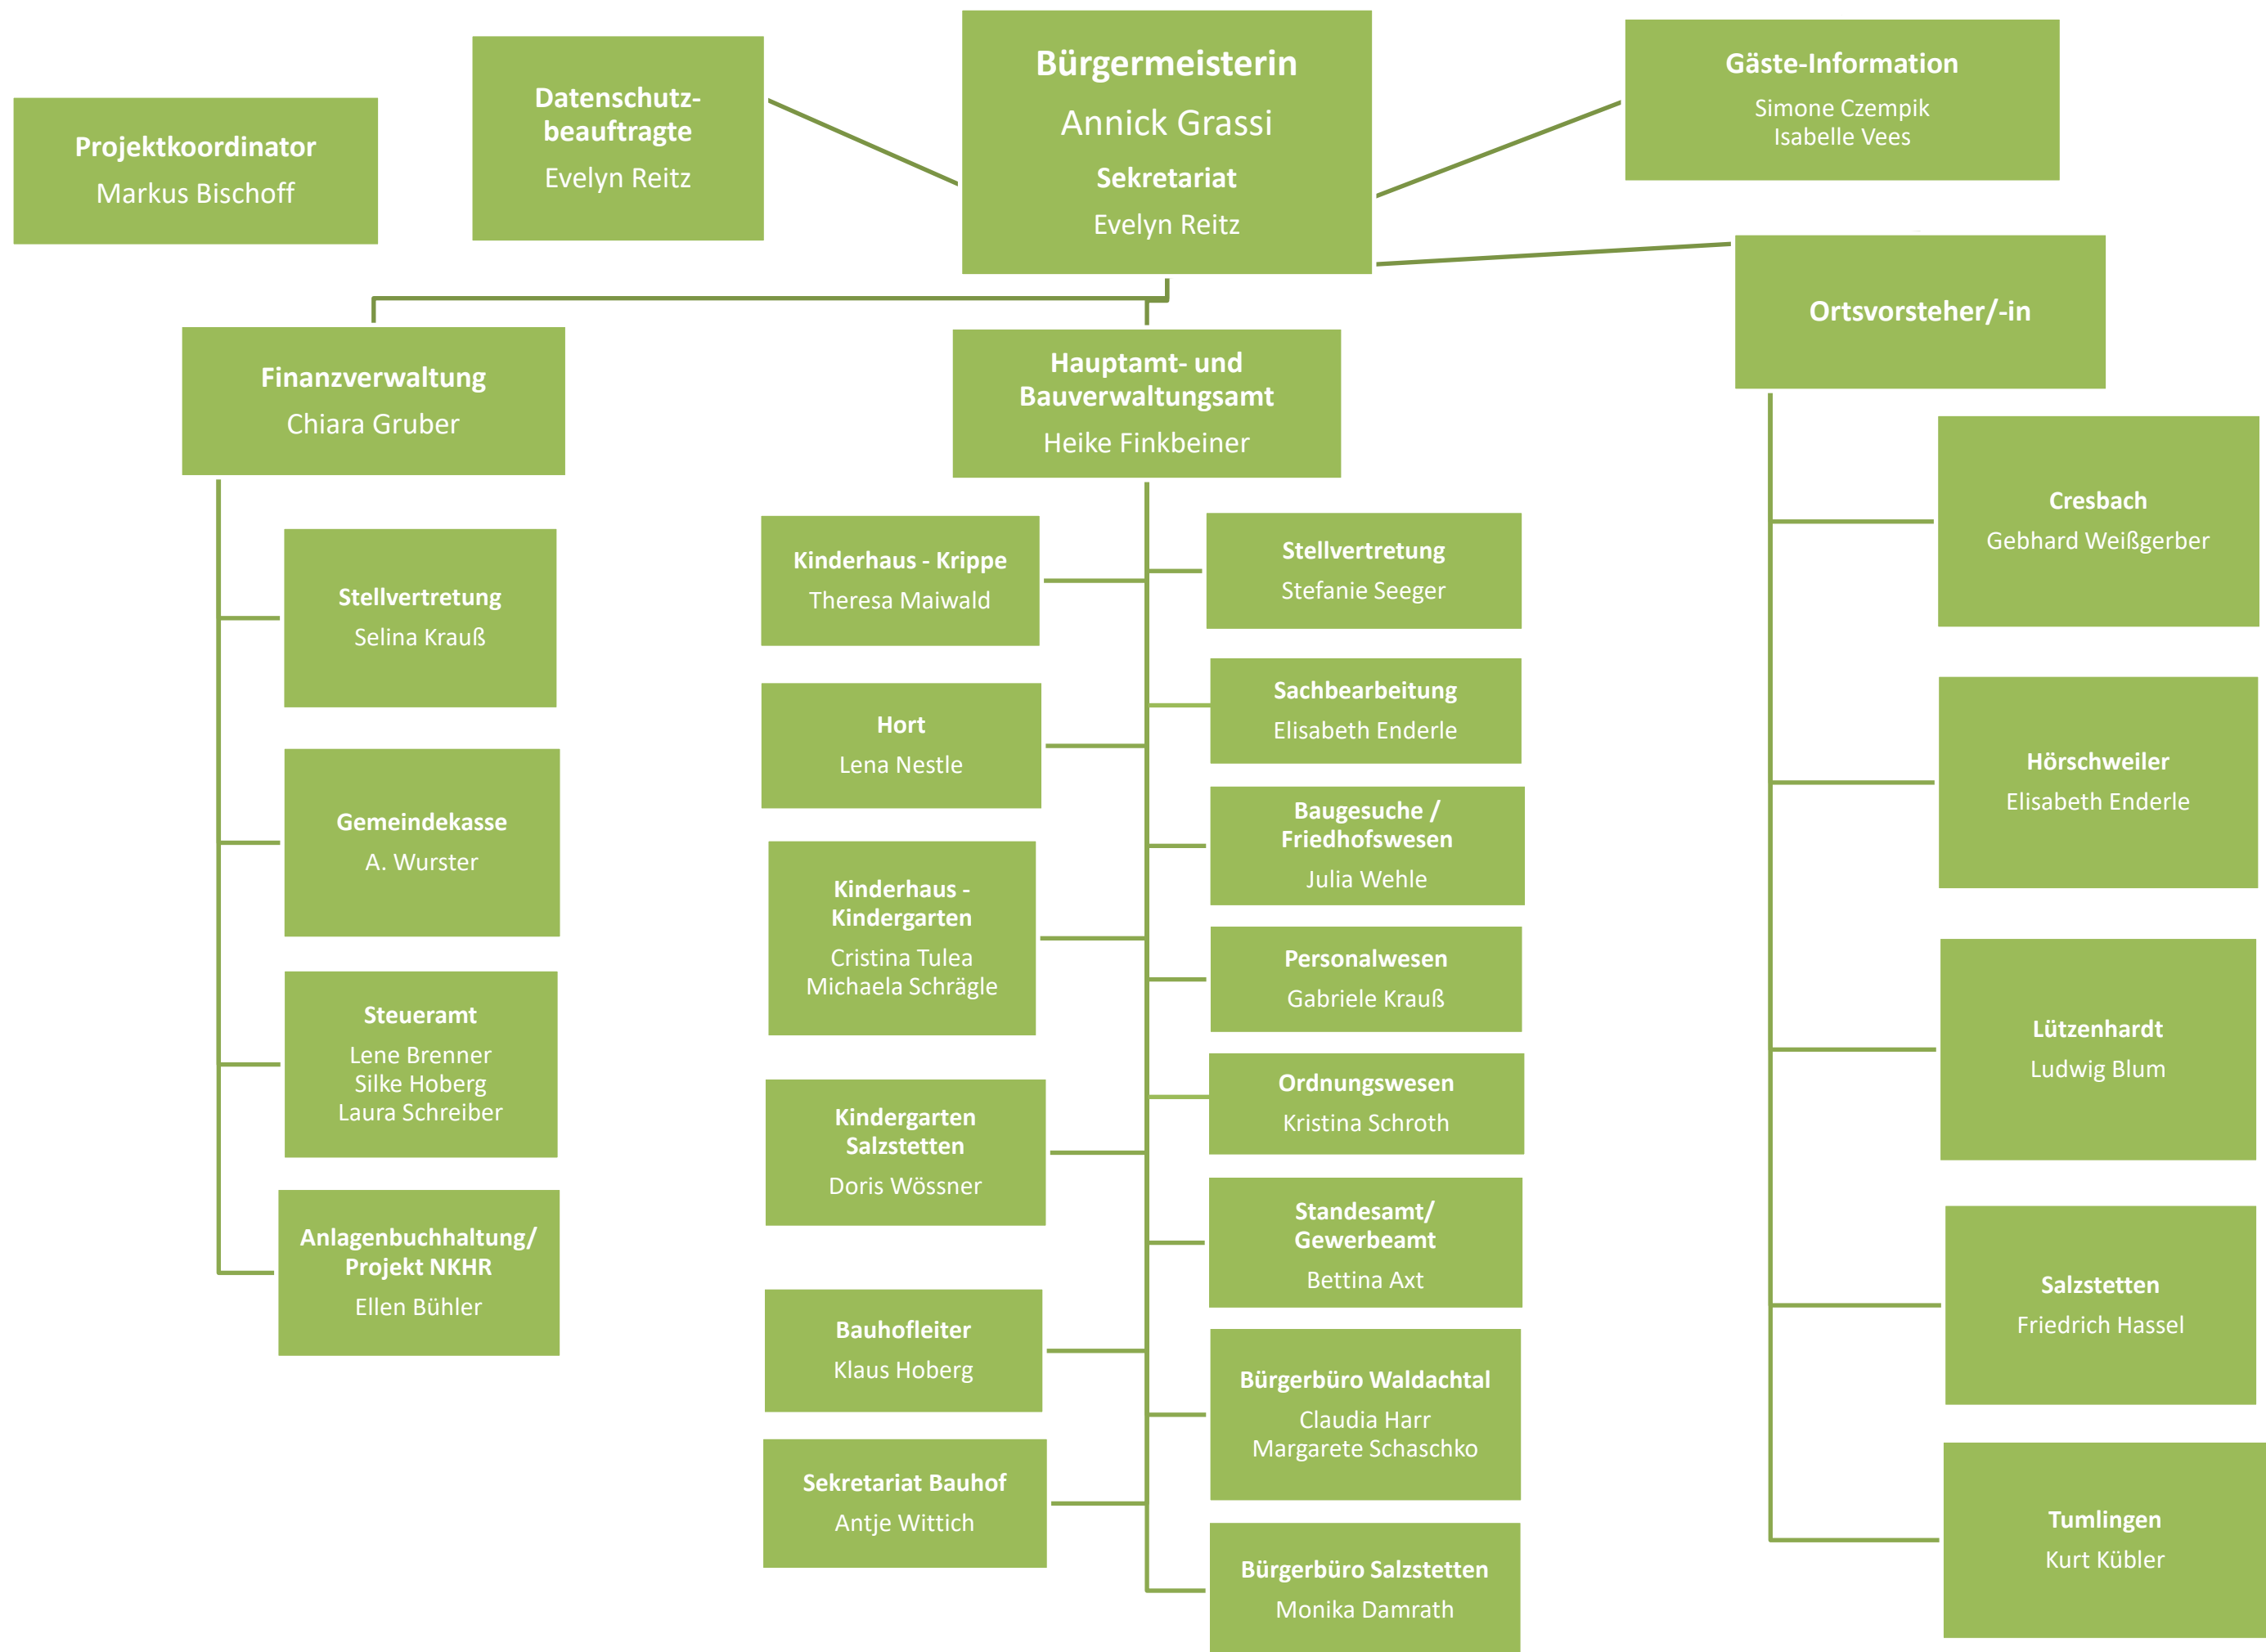 Projektkoordinator
Markus Bischoff
Datenschutz-
beauftragte
Evelyn Reitz
Bürgermeisterin
Annick Grassi
Sekretariat
Evelyn Reitz
Gäste-Information
Simone Czempik
Isabelle Vees
Finanzverwaltung
Chiara Gruber
Stellvertretung
Selina Krauß
Gemeindekasse
A. Wurster
Steueramt
Lene Brenner
Silke Hoberg
Laura Schreiber
Anlagenbuchhaltung/
Projekt NKHR
Ellen Bühler
Hauptamt- und
Bauverwaltungsamt
Heike Finkbeiner
Kinderhaus - Krippe
Theresa Maiwald
Hort
Lena Nestle
Kinderhaus -
Kindergarten
Cristina Tulea
Michaela Schrägle
Kindergarten
Salzstetten
Doris Wössner
Bauhofleiter
Klaus Hoberg
Sekretariat Bauhof
Antje Wittich
Stellvertretung
Stefanie Seeger
Sachbearbeitung
Elisabeth Enderle
Baugesuche /
Friedhofswesen
Julia Wehle
Personalwesen
Gabriele Krauß
Ordnungswesen
Kristina Schroth
Standesamt/
Gewerbeamt
Bettina Axt
Bürgerbüro Waldachtal
Claudia Harr
Margarete Schaschko
Bürgerbüro Salzstetten
Monika Damrath
Ortsvorsteher/-in
Cresbach
Gebhard Weißgerber
Hörschweiler
Elisabeth Enderle
Lützenhardt
Ludwig Blum
Salzstetten
Friedrich Hassel
Tumlingen
Kurt Kübler